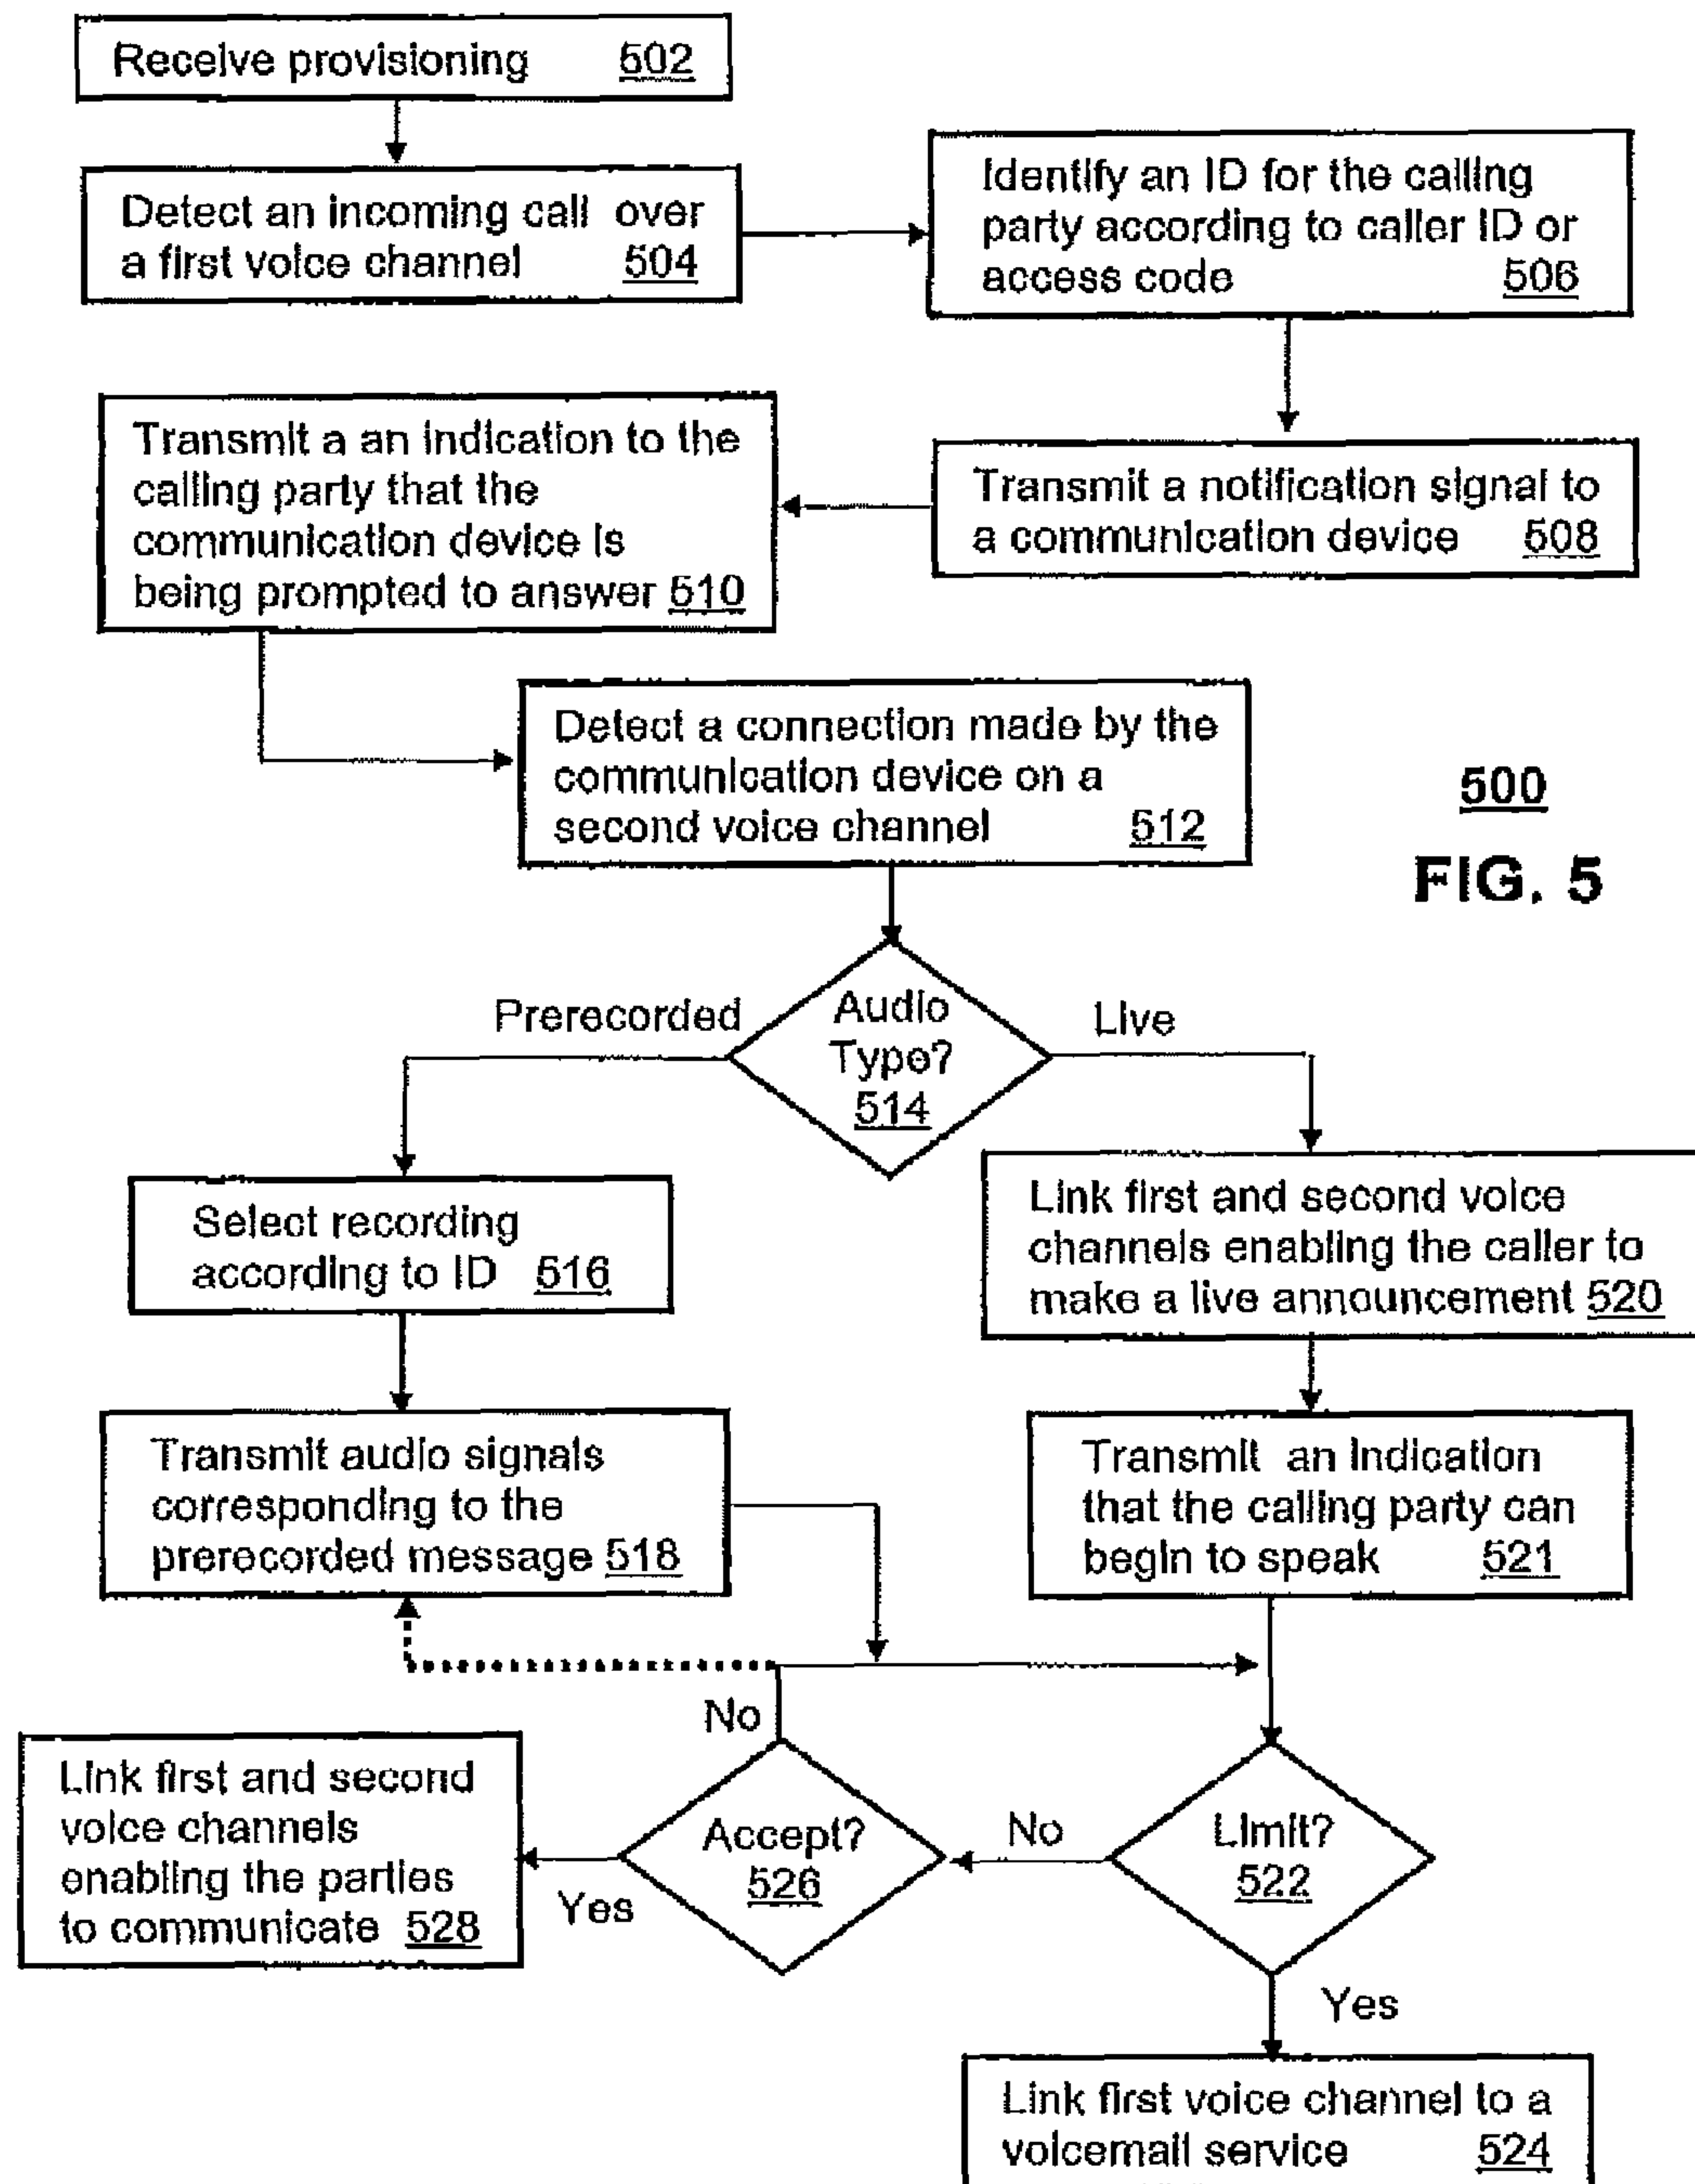 Receive provisioning 502
Detect an incoming call over
a first voice channel 504
Identify an ID for the calling
party according to caller ID or
access code 506
Transmit a an indication to the
calling party that the
communication device is
being prompted to answer 510
Transmit a notification signal to
a communication device 508
Detect a connection made by the
communication device on a
second voice channel 512
500
FIG. 5
Prerecorded
Audio
Type?
514
Live
Select recording
according to ID 516
Link first and second voice
channels enabling the caller to
make a live announcement 520
Transmit audio signals
corresponding to the
prerecorded message 518
Transmit an indication
that the calling party can
begin to speak 521
No
Link first and second
voice channels
enabling the parties
to communicate 528
Yes
Accept?
526
No
Limit?
522
Yes
Link first voice channel to a
voicemail service 524